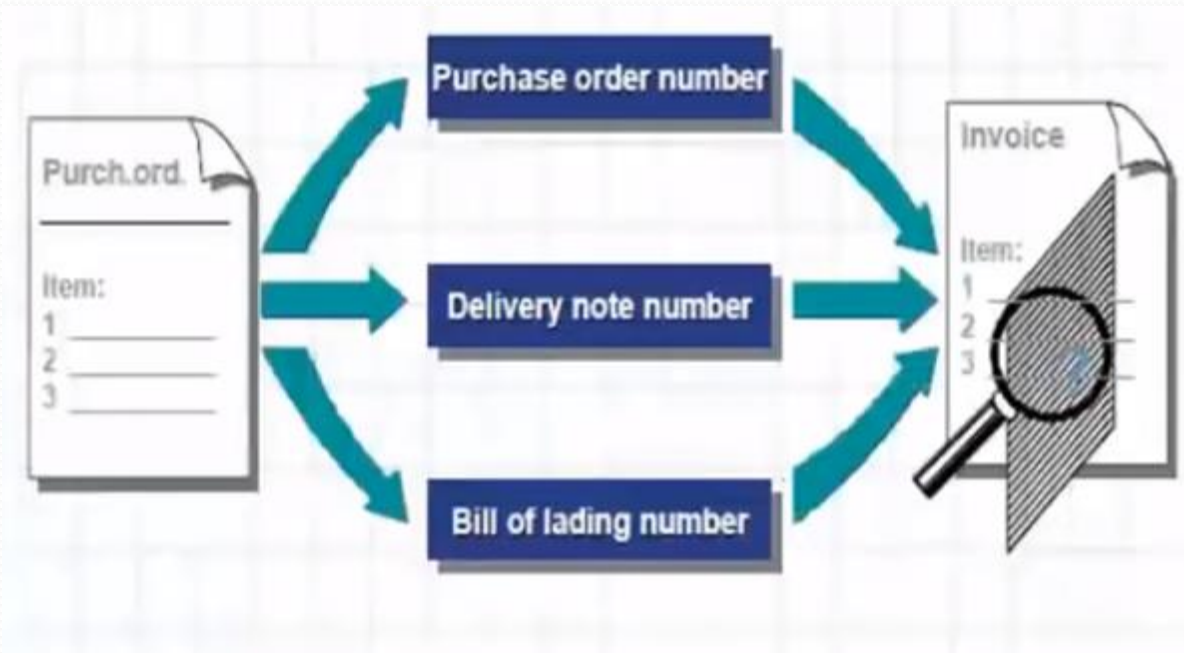 Purch.ord.
Item:
1
2
3
Purchase order number
Delivery note number
Bill of lading number
Invoice
Item:
1
2
3